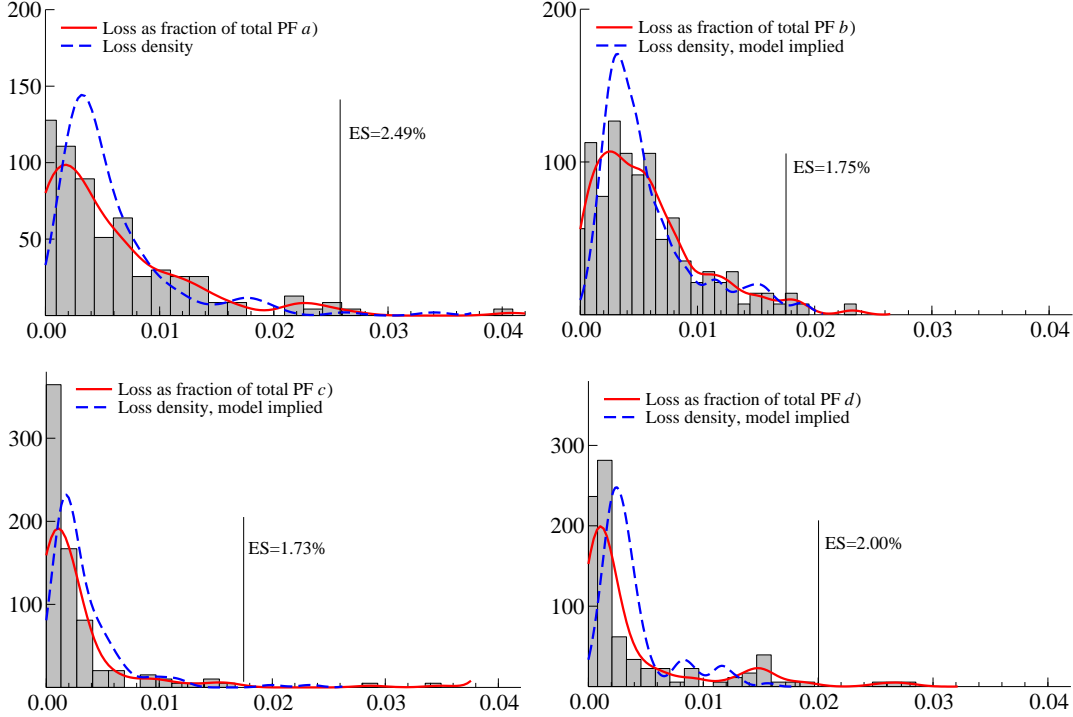 200
Loss as fraction of total PF a)
Loss density
150
100
50
ES=2.49%
0.00 0.01 0.02 0.03 0.04
200
Loss as fraction of total PF b)
Loss density, model implied
100
ES=1.75%
0.00 0.01 0.02 0.03 0.04
Loss as fraction of total PF c)
Loss density, model implied
300
200
100
ES=1.73%
0.00 0.01 0.02 0.03 0.04
Loss as fraction of total PF d)
Loss density, model implied
300
200
100
ES=2.00%
0.00 0.01 0.02 0.03 0.04